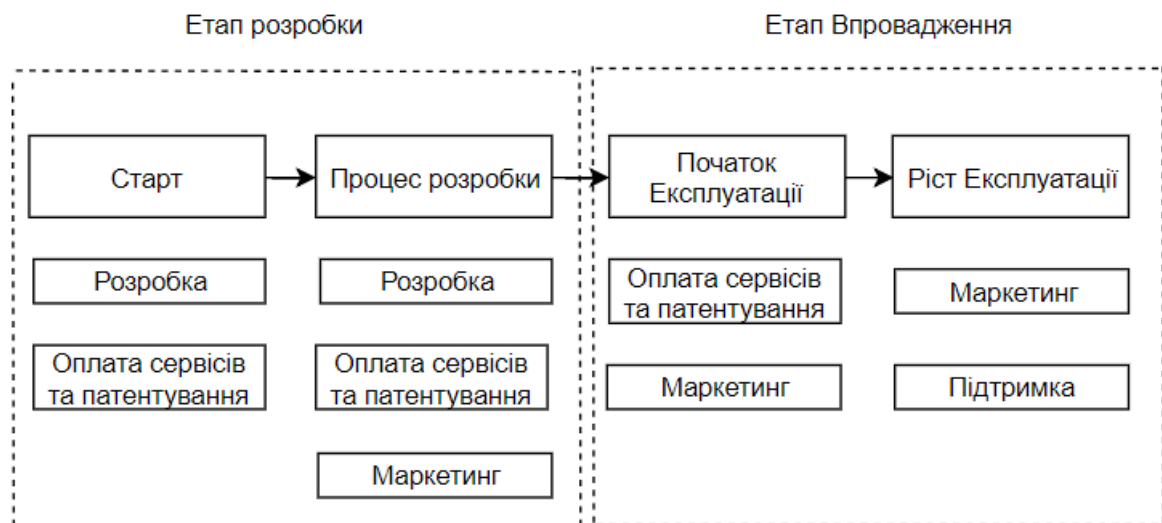 Етап розробки
Етап Впровадження
Старт
Процес розробки
Початок
Експлуатації
Ріст Експлуатації
Розробка
Розробка
Оплата сервісів
та патентування
Маркетинг
Оплата сервісів
та патентування
Оплата сервісів
та патентування
Маркетинг
Підтримка
Маркетинг